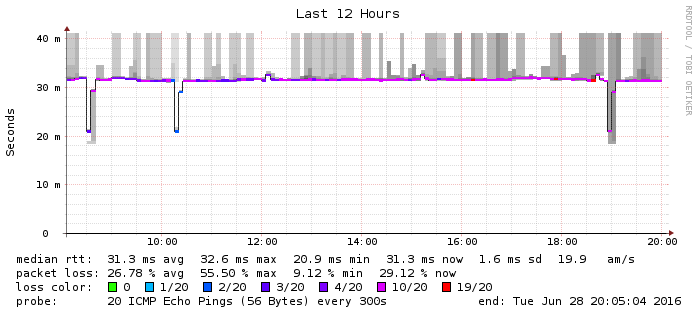 Last 12 Hours
RRDTOOL / TOBI OETIKER
Seconds
40 m
30 m
20 m
10 m
0
10:00 12:00 14:00 16:00 18:00 20:00
median rtt: 31.3 ms avg 32.6 ms max 20.9 ms min 31.3 ms now 1.6 ms sd 19.9 am/s
packet loss: 26.78 % avg 55.50 % max 9.12 % min 29.12 % now
loss color: 0 1/20 2/20 3/20 4/20 10/20 19/20
probe: 20 ICMP Echo Pings (56 Bytes) every 300s end: Tue Jun 28 20:05:04 2016